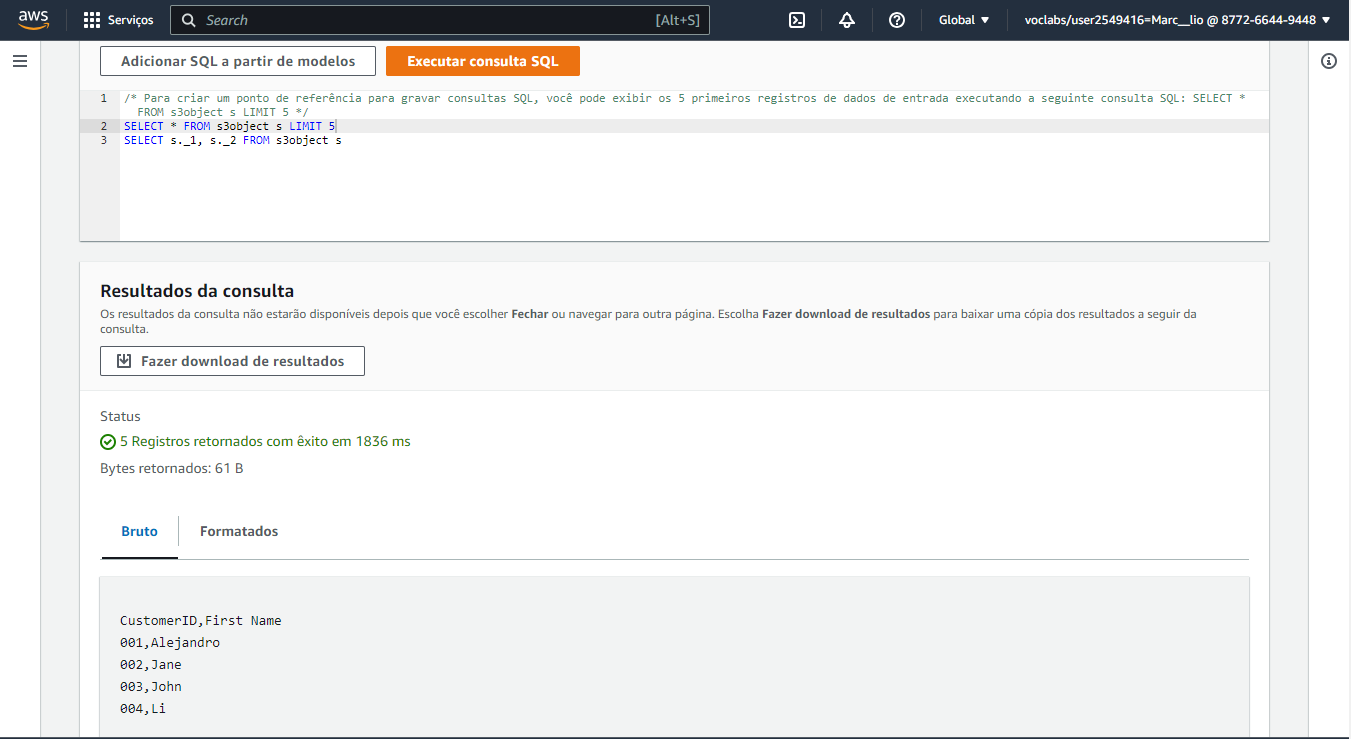 aws
Serviços
Search
[Alt+S]
Global
voclabs/user2549416=Marc__lio @ 8772-6644-9448
Adicionar SQL a partir de modelos
Executar consulta SQL
1 /* Para criar um ponto de referência para gravar consultas SQL, você pode exibir os 5 primeiros registros de dados de entrada executando a seguinte consulta SQL: SELECT *
FROM s3object s LIMIT 5 */
2 SELECT * FROM s3object s LIMIT 5
3 SELECT s._1, s._2 FROM s3object s
Resultados da consulta
Os resultados da consulta não estarão disponíveis depois que você escolher Fechar ou navegar para outra página. Escolha Fazer download de resultados para baixar uma cópia dos resultados a seguir da
consulta.
Fazer download de resultados
Status
5 Registros retornados com êxito em 1836 ms
Bytes retornados: 61 B
Bruto
Formatados
CustomerID,First Name
001,Alejandro
002,Jane
003,John
004,Li